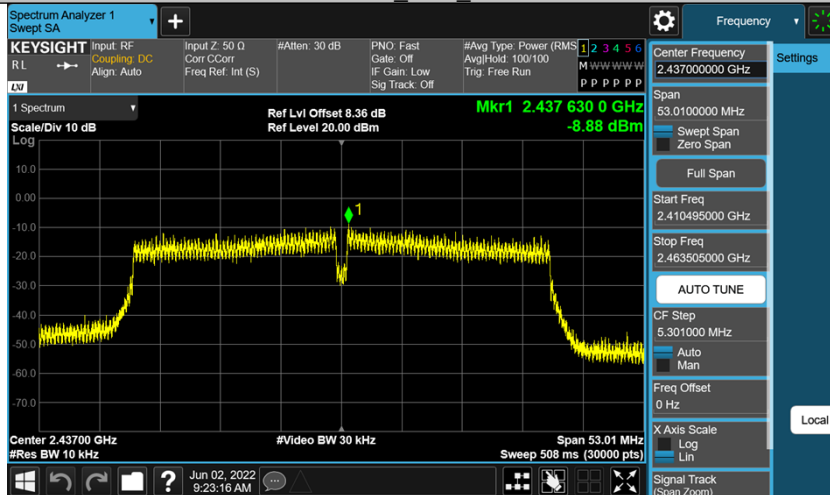 Spectrum Analyzer 1
Swept SA
Frequency
KEYSIGHT
R L
LXI
Input: RF
Coupling: DC
Align: Auto
Input Z: 50 Ω
Corr CCorr
Freq Ref: Int (S)
#Atten: 30 dB
PNO: Fast
Gate: Off
IF Gain: Low
Sig Track: Off
#Avg Type: Power (RMS
Avg|Hold: 100/100
Trig: Free Run
1 2 3 4 5 6
M W W W W W
P P P P P P
1 Spectrum
Scale/Div 10 dB
Log
Ref Lvl Offset 8.36 dB
Ref Level 20.00 dBm
Mkr1 2.437 630 0 GHz
-8.88 dBm
10.0
0.00
-10.0
-20.0
-30.0
-40.0
-50.0
-60.0
-70.0
1
Center 2.43700 GHz
#Res BW 10 kHz
#Video BW 30 kHz
Span 53.01 MHz
Sweep 508 ms (30000 pts)
Center Frequency
2.437000000 GHz
Span
53.0100000 MHz
Swept Span
Zero Span
Full Span
Start Freq
2.410495000 GHz
Stop Freq
2.463505000 GHz
AUTO TUNE
CF Step
5.301000 MHz
Auto
Man
Freq Offset
0 Hz
X Axis Scale
Log
Lin
Signal Track
(Span Zoom)
Settings
Local
?
Jun 02, 2022
9:23:16 AM